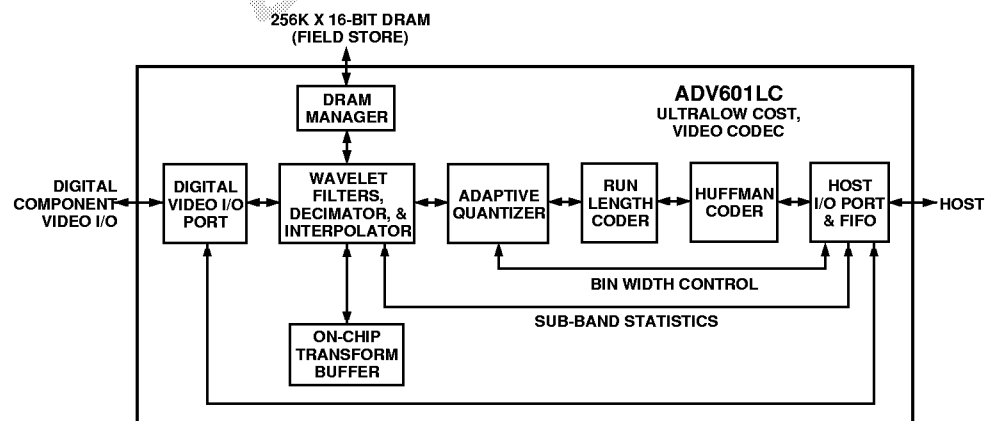 256K X 16-BIT DRAM
(FIELD STORE)
DRAM
MANAGER
ADV601LC
ULTRALOW COST,
VIDEO CODEC
DIGITAL
COMPONENT
VIDEO I/O
DIGITAL
VIDEO I/O
PORT
WAVELET
FILTERS,
DECIMATOR, &
INTERPOLATOR
ADAPTIVE
QUANTIZER
RUN
LENGTH
CODER
HUFFMAN
CODER
HOST
I/O PORT
& FIFO
HOST
BIN WIDTH CONTROL
SUB-BAND STATISTICS
ON-CHIP
TRANSFORM
BUFFER